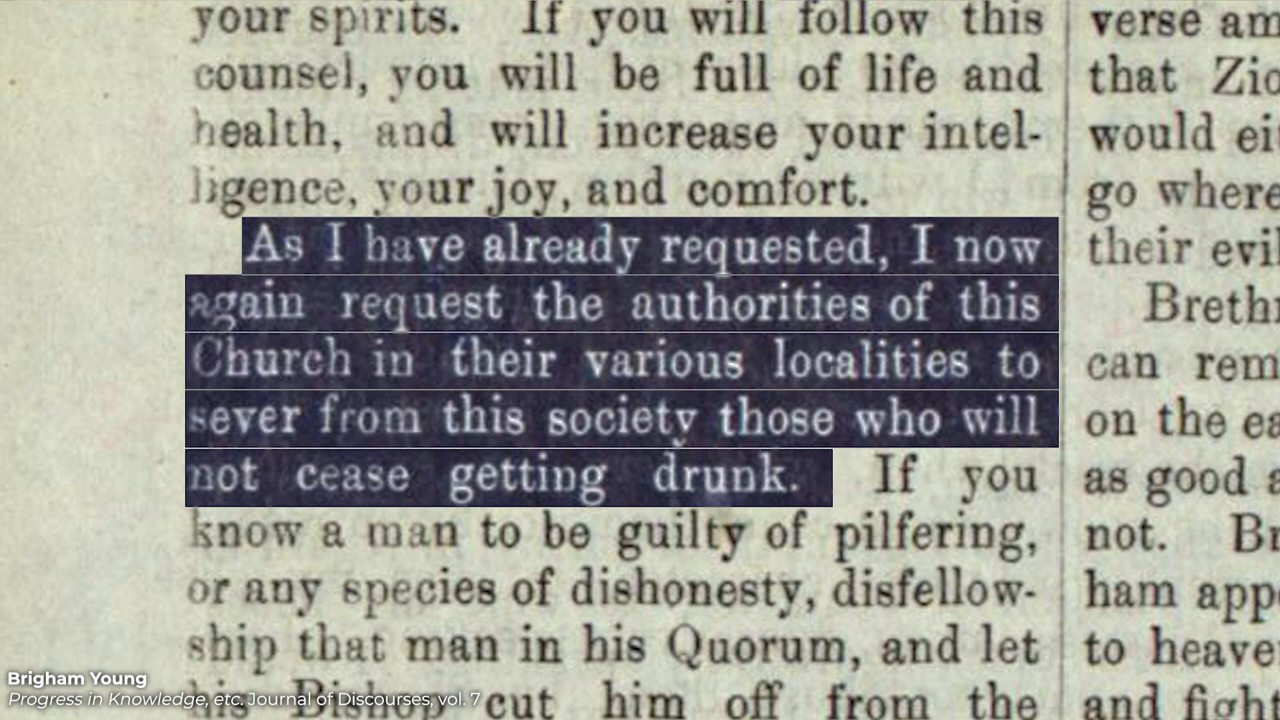 your spirits. If you will follow this
counsel, you will be full of life and
health, and will increase your intel-
ligence, your joy, and comfort.
As I have already requested, I now
again request the authorities of this
Church in their various localities to
sever from this society those who will
not cease getting drunk. If you
know a man to be guilty of pilfering,
or any species of dishonesty, disfellow-
ship that man in his Quorum, and let
his Bishop cut him off from the
verse am
that Zio
would ei
go where
their evil
Brethr
can rem
on the ea
as good a
not. Br
ham app
to heave
and fight
Brigham Young
Progress in Knowledge, etc. Journal of Discourses, vol. 7